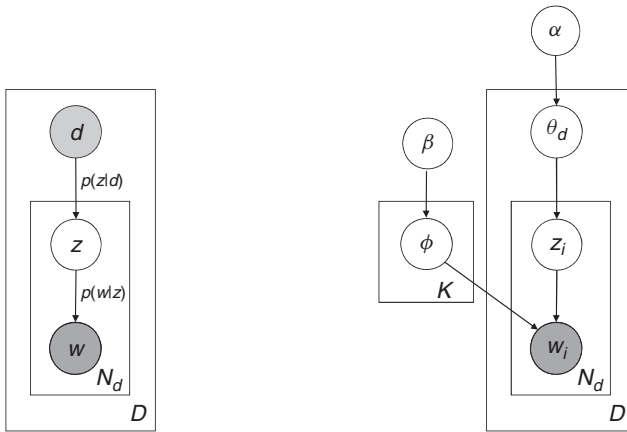 d
p(z|d)
z
p(w|z)
w
N_d
D
α
β
θ_d
ϕ
K
z_i
w_i
N_d
D